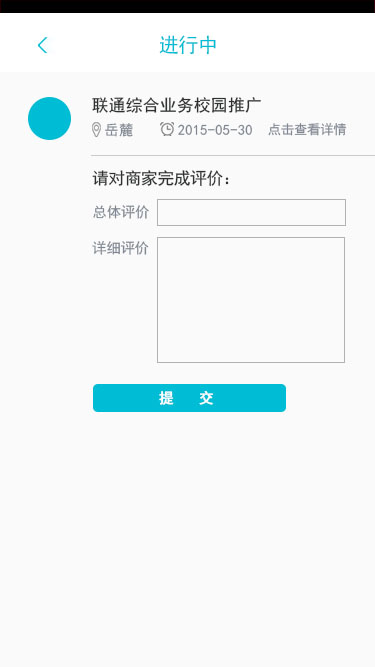 进行中
联通综合业务校园推广
岳麓 2015-05-30 点击查看详情
请对商家完成评价：
总体评价
详细评价
提 交